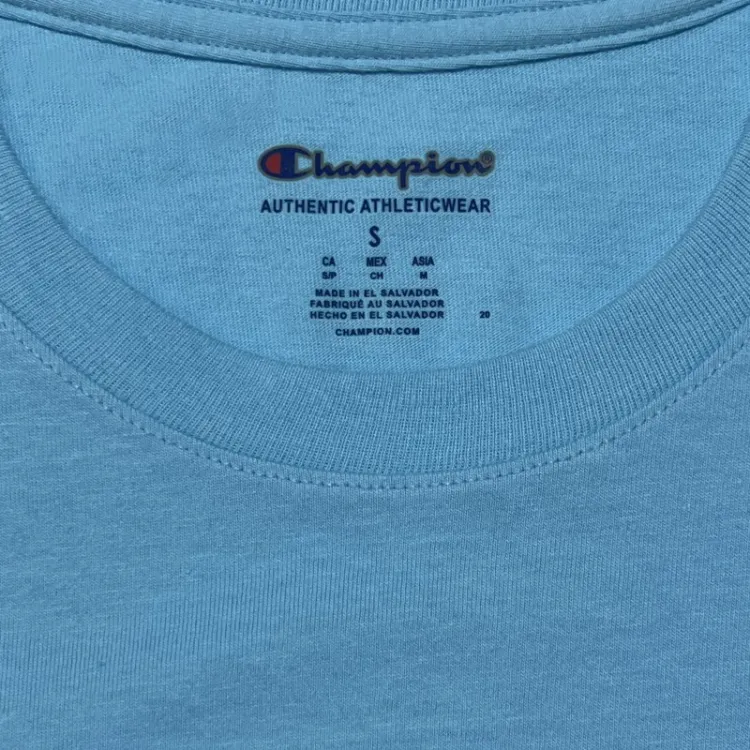 Champion®
AUTHENTIC ATHLETICWEAR
S
CA MEX ASIA
S/P CH M
MADE IN EL SALVADOR
FABRIQUÉ AU SALVADOR
HECHO EN EL SALVADOR 20
CHAMPION.COM